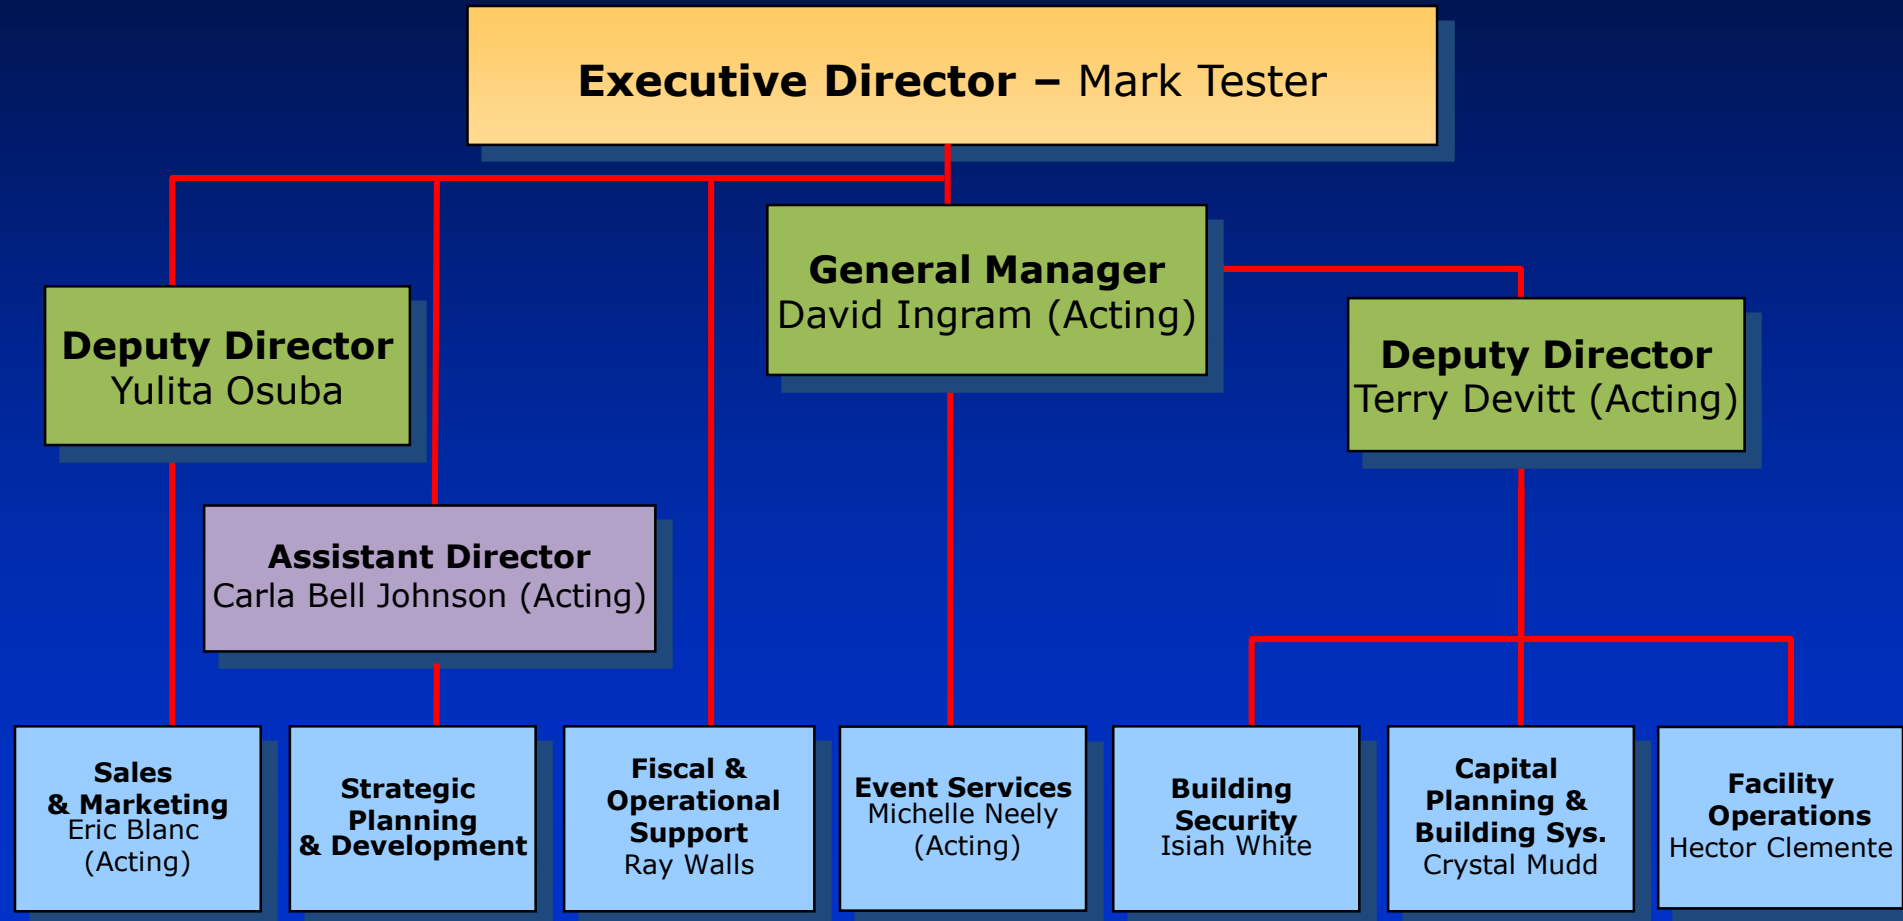 Executive Director – Mark Tester
General Manager
David Ingram (Acting)
Deputy Director
Yulita Osuba
Deputy Director
Terry Devitt (Acting)
Assistant Director
Carla Bell Johnson (Acting)
Sales
& Marketing
Eric Blanc
(Acting)
Strategic
Planning
& Development
Fiscal &
Operational
Support
Ray Walls
Event Services
Michelle Neely
(Acting)
Building
Security
Isiah White
Capital
Planning &
Building Sys.
Crystal Mudd
Facility
Operations
Hector Clemente